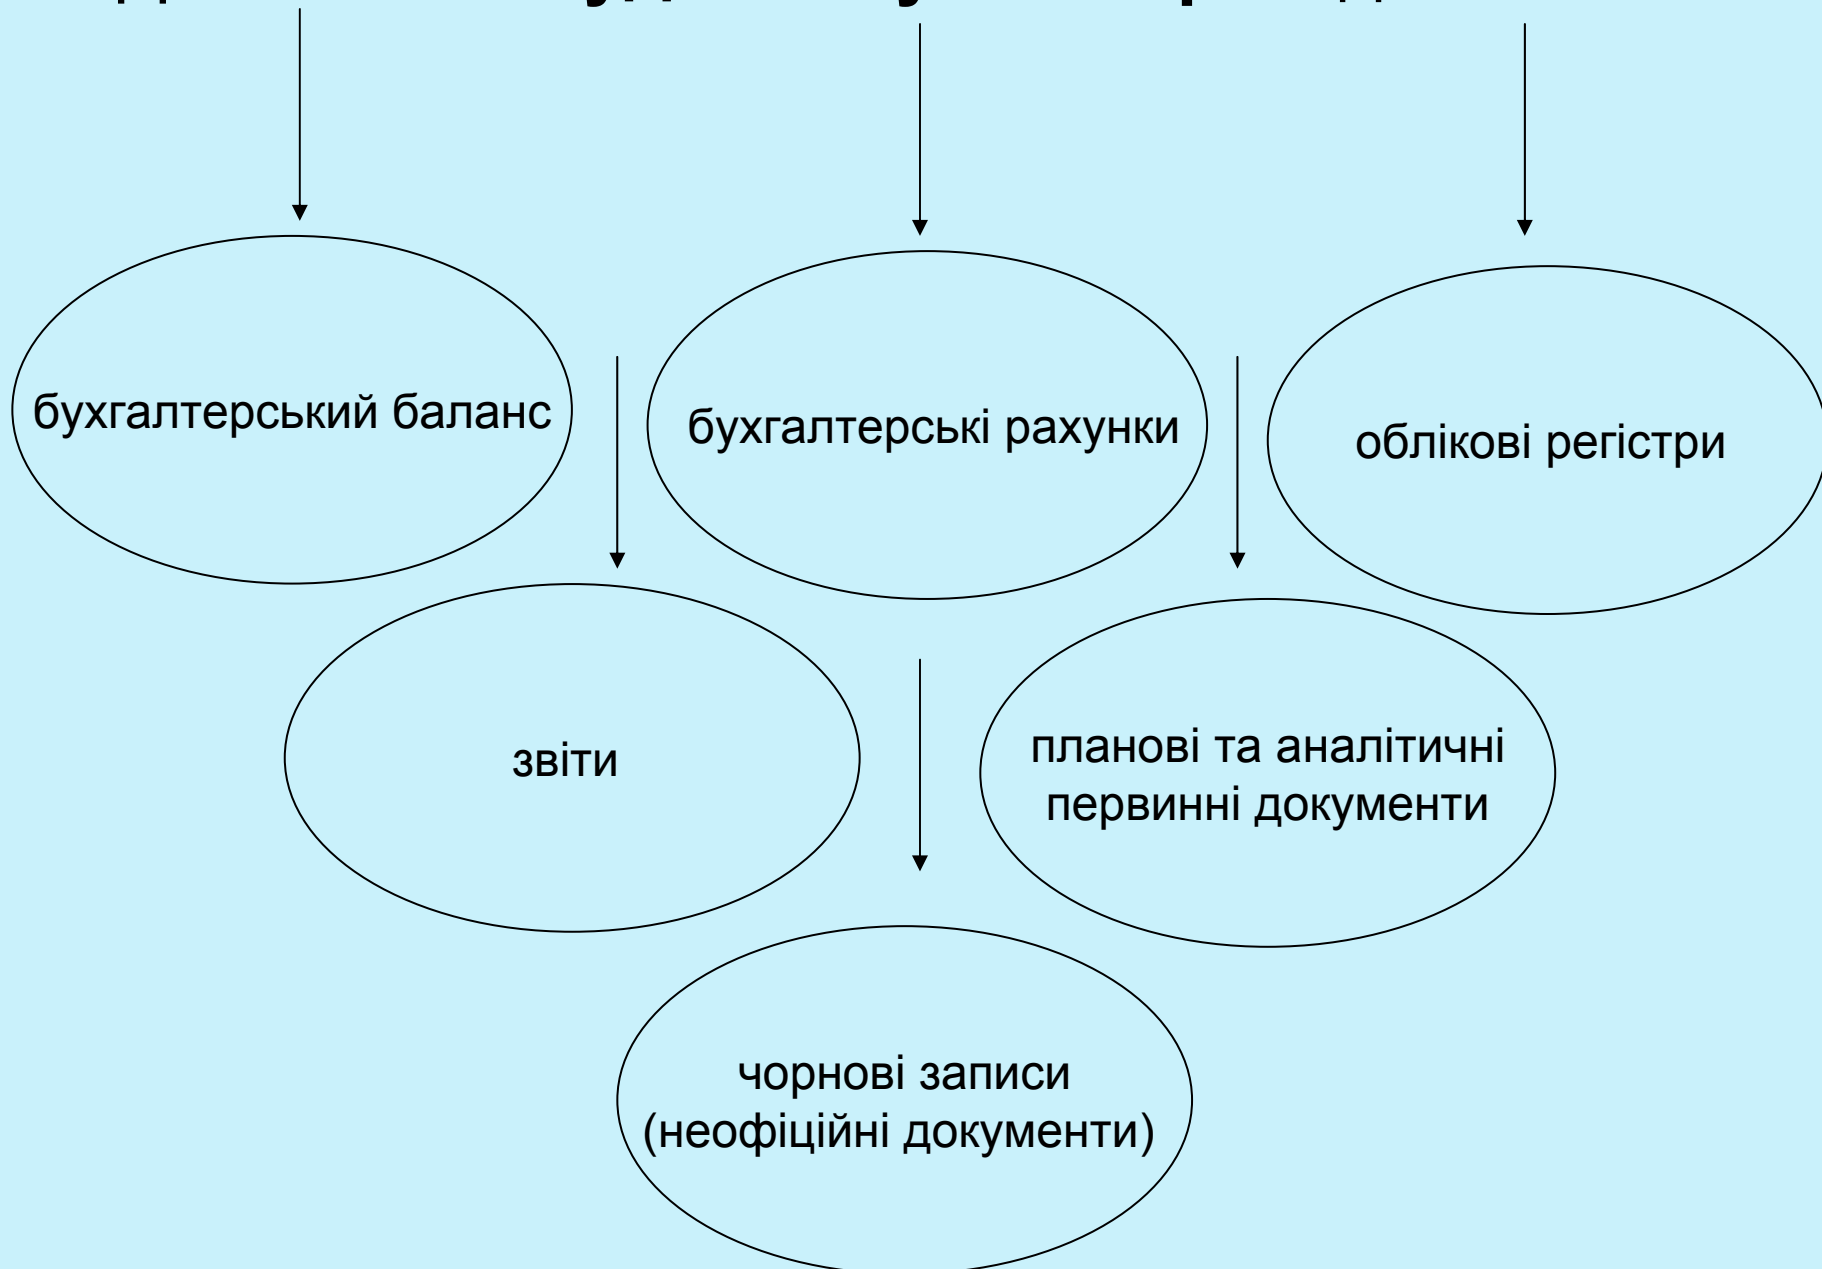 бухгалтерський баланс
бухгалтерські рахунки
облікові регістри
звіти
планові та аналітичні
первинні документи
чорнові записи
(неофіційні документи)